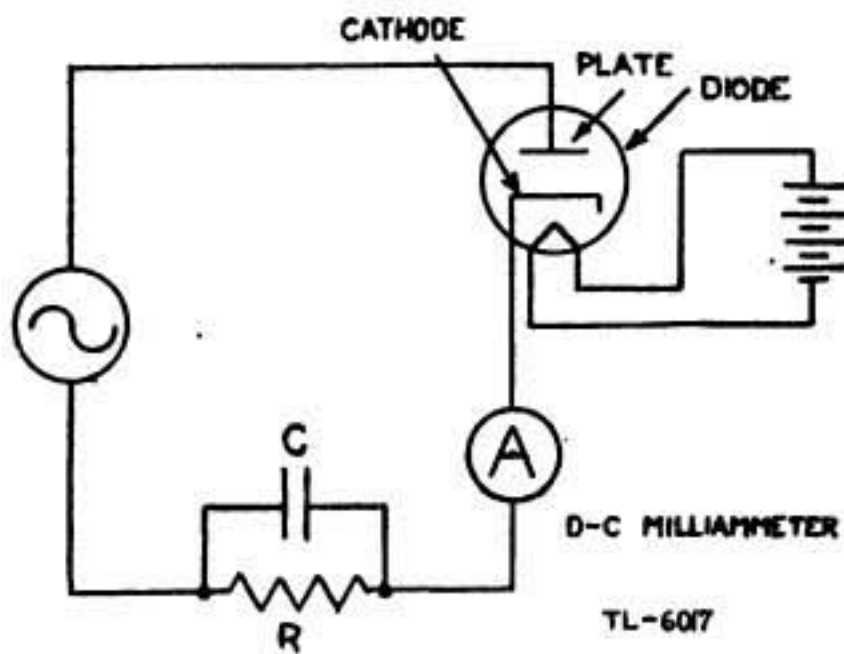 CATHODE
PLATE
DIODE
C
A
D-C MILLIAMMETER
R
TL-6017